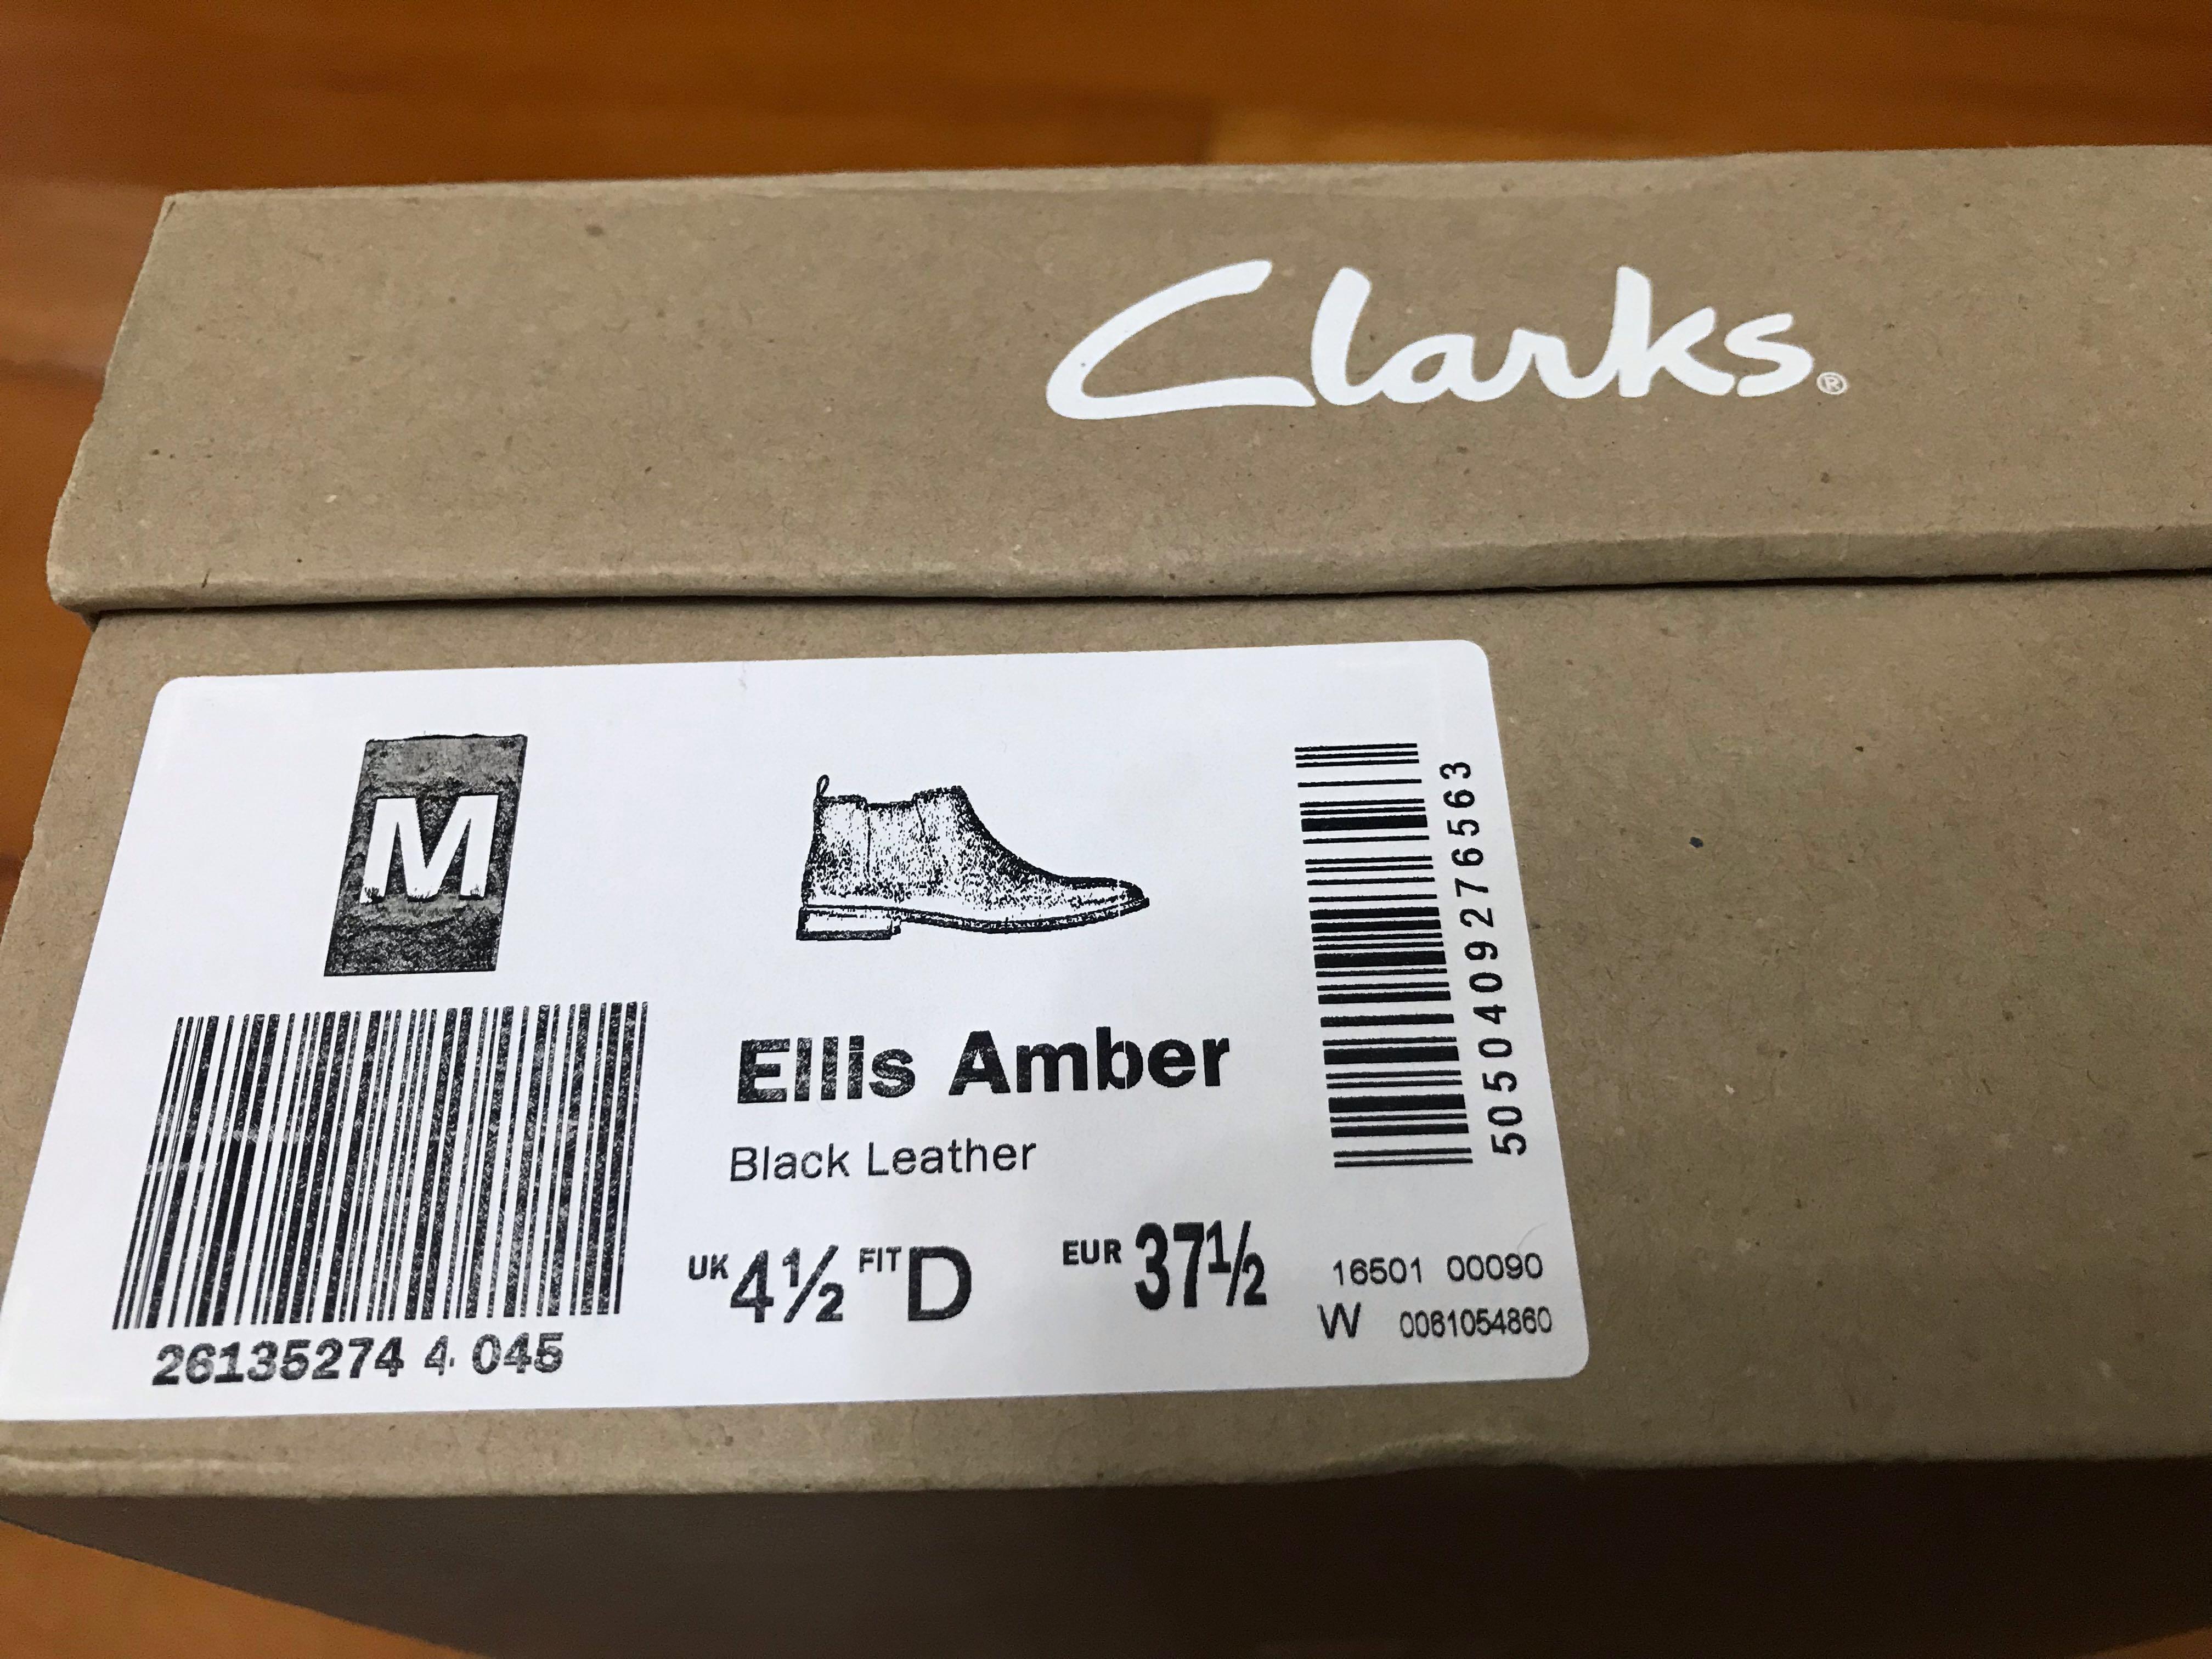 Clarks®
M
Ellis Amber
Black Leather
UK 4½ FIT D EUR 37½
26135274 4 045
5050409276563
16501 00090
W 0061054860